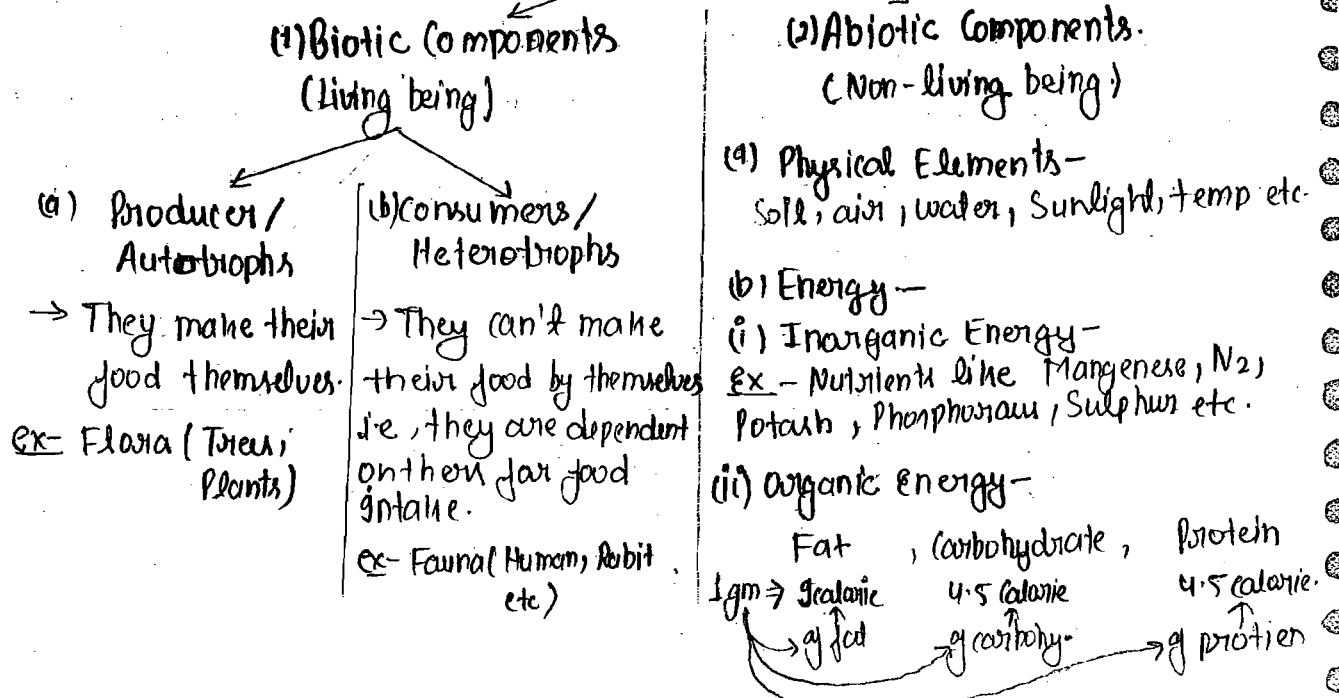 (1) Biotic Components
(Living being)
(a) Producer/
Autotrophs
→ They make their
food themselves.
ex- Flora (Trees,
Plants)
(b) Consumers/
Heterotrophs
→ They can't make
their food by themselves
i.e, they are dependent
on them for food
intake.
ex- Fauna (Human, Rabit
etc)
(2) Abiotic Components.
(Non-living being)
(a) Physical Elements-
Soil, air, water, Sunlight, temp etc-
(b) Energy-
(i) Inorganic Energy-
Ex - Nutrients like Mangenese, N2,
Potash, Phosphorous, Sulphur etc.
(ii) Organic energy-
Fat , Carbohydrate, Protein
1gm ⇒ 9calorie 4.5 Calorie 4.5 calorie.
of fat of carbohy- of protien